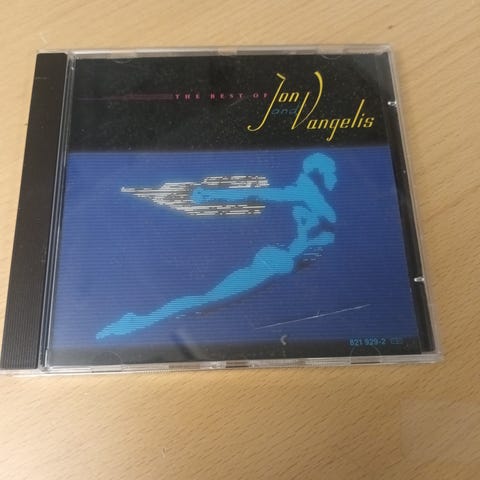 THE BEST OF
Jon
and
Vangelis
821 929-2